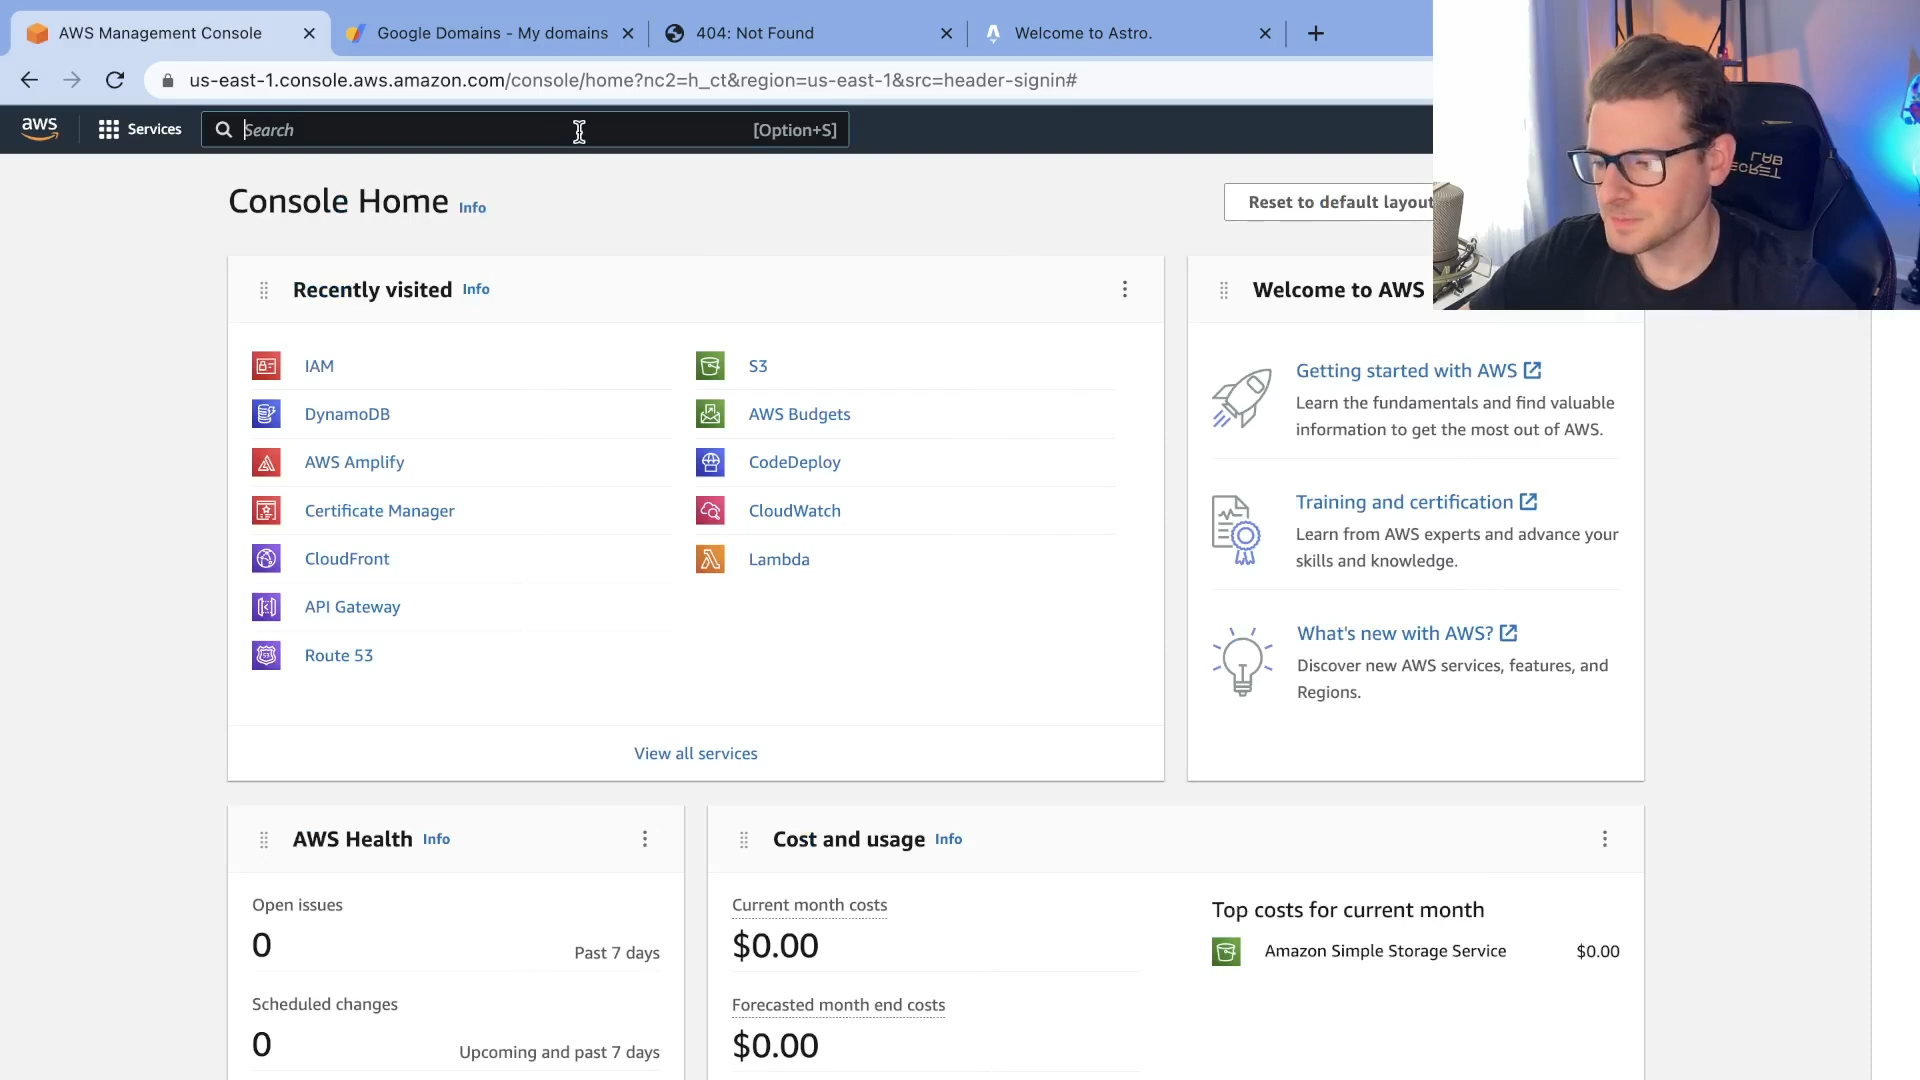 AWS Management Console
Google Domains - My domains
404: Not Found
Welcome to Astro.
us-east-1.console.aws.amazon.com/console/home?nc2=h_ct&region=us-east-1&src=header-signin#
aws
Services
Search
[Option+S]
Console Home Info
Reset to default layout
SECRET LAB
Recently visited Info
IAM
DynamoDB
AWS Amplify
Certificate Manager
CloudFront
API Gateway
Route 53
S3
AWS Budgets
CodeDeploy
CloudWatch
Lambda
View all services
Welcome to AWS
Getting started with AWS
Learn the fundamentals and find valuable
information to get the most out of AWS.
Training and certification
Learn from AWS experts and advance your
skills and knowledge.
What's new with AWS?
Discover new AWS services, features, and
Regions.
AWS Health Info
Open issues
0
Past 7 days
Scheduled changes
0
Upcoming and past 7 days
Cost and usage Info
Current month costs
$0.00
Forecasted month end costs
$0.00
Top costs for current month
Amazon Simple Storage Service
$0.00